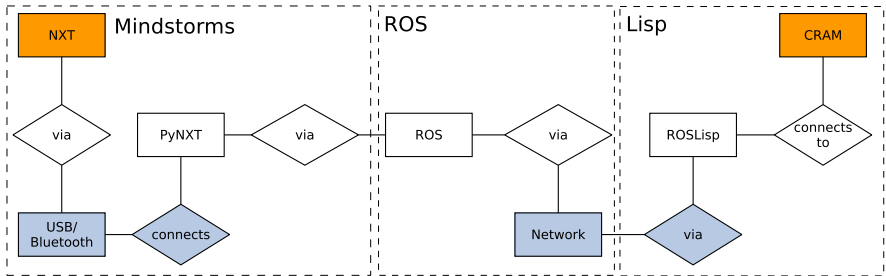 Mindstorms
ROS
Lisp
NXT
CRAM
via
PyNXT
via
ROS
via
ROSLisp
connects
to
USB/
Bluetooth
connects
Network
via